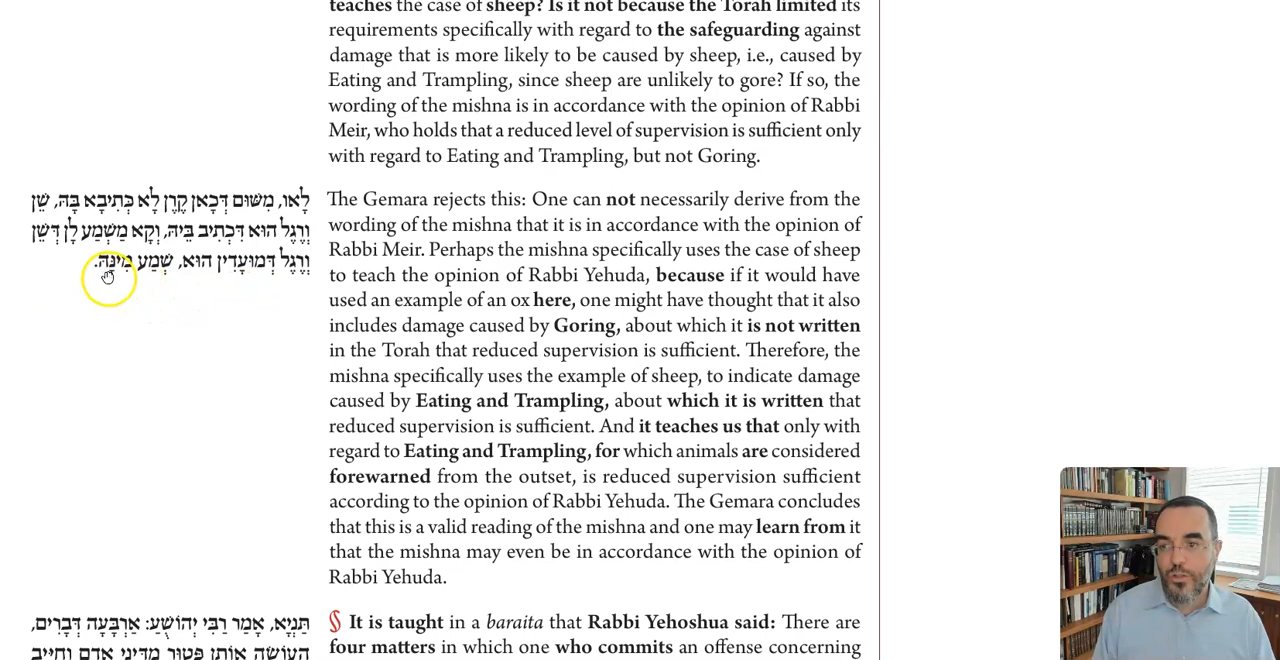 teaches the case of sheep? Is it not because the Torah limited its
requirements specifically with regard to the safeguarding against
damage that is more likely to be caused by sheep, i.e., caused by
Eating and Trampling, since sheep are unlikely to gore? If so, the
wording of the mishna is in accordance with the opinion of Rabbi
Meir, who holds that a reduced level of supervision is sufficient only
with regard to Eating and Trampling, but not Goring.
לָאו, מִשּׁוּם דְּכָאן קֶרֶן לָא כְּתִיבָא בַּהּ, שֵׁן
וָרֶגֶל הוּא דִּכְתִיב בֵּיהּ, וְקָא מַשְׁמַע לַן דְּשֵׁן
וָרֶגֶל דְּמוּעָדִין הוּא, שְׁמַע מִינַּהּ.
The Gemara rejects this: One can not necessarily derive from the
wording of the mishna that it is in accordance with the opinion of
Rabbi Meir. Perhaps the mishna specifically uses the case of sheep
to teach the opinion of Rabbi Yehuda, because if it would have
used an example of an ox here, one might have thought that it also
includes damage caused by Goring, about which it is not written
in the Torah that reduced supervision is sufficient. Therefore, the
mishna specifically uses the example of sheep, to indicate damage
caused by Eating and Trampling, about which it is written that
reduced supervision is sufficient. And it teaches us that only with
regard to Eating and Trampling, for which animals are considered
forewarned from the outset, is reduced supervision sufficient
according to the opinion of Rabbi Yehuda. The Gemara concludes
that this is a valid reading of the mishna and one may learn from it
that the mishna may even be in accordance with the opinion of
Rabbi Yehuda.
תַּנְיָא, אָמַר רַבִּי יְהוֹשֻׁעַ: אַרְבָּעָה דְּבָרִים,
הָעוֹשֶׂה אוֹתָן פָּטוּר מִדִּינֵי אָדָם וְחַיָּיב
§ It is taught in a baraita that Rabbi Yehoshua said: There are
four matters in which one who commits an offense concerning